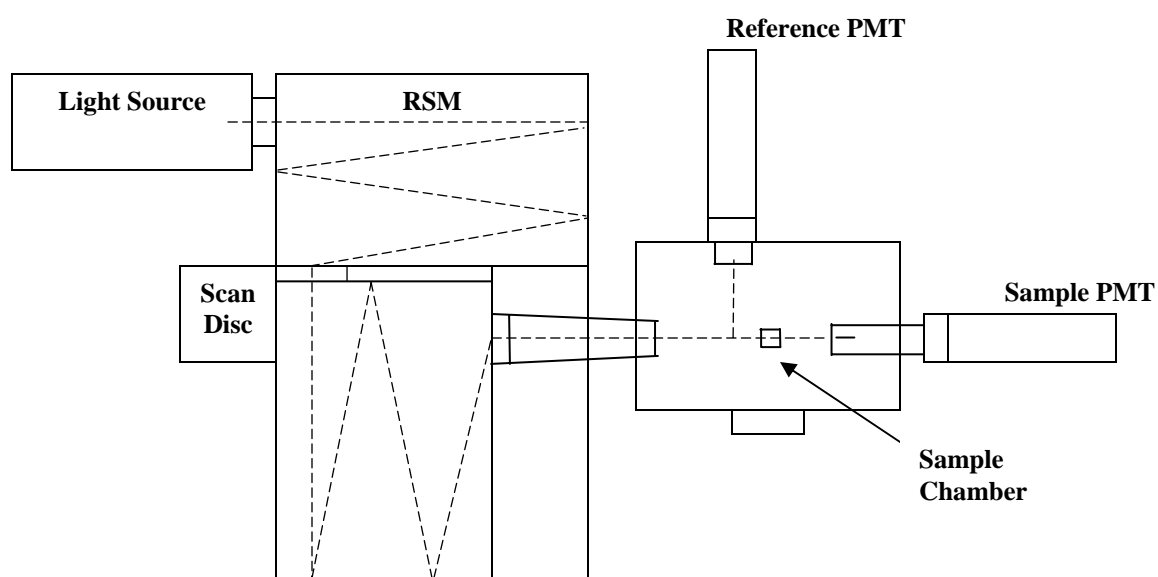 Reference PMT
Light Source
RSM
Scan
Disc
Sample PMT
Sample
Chamber